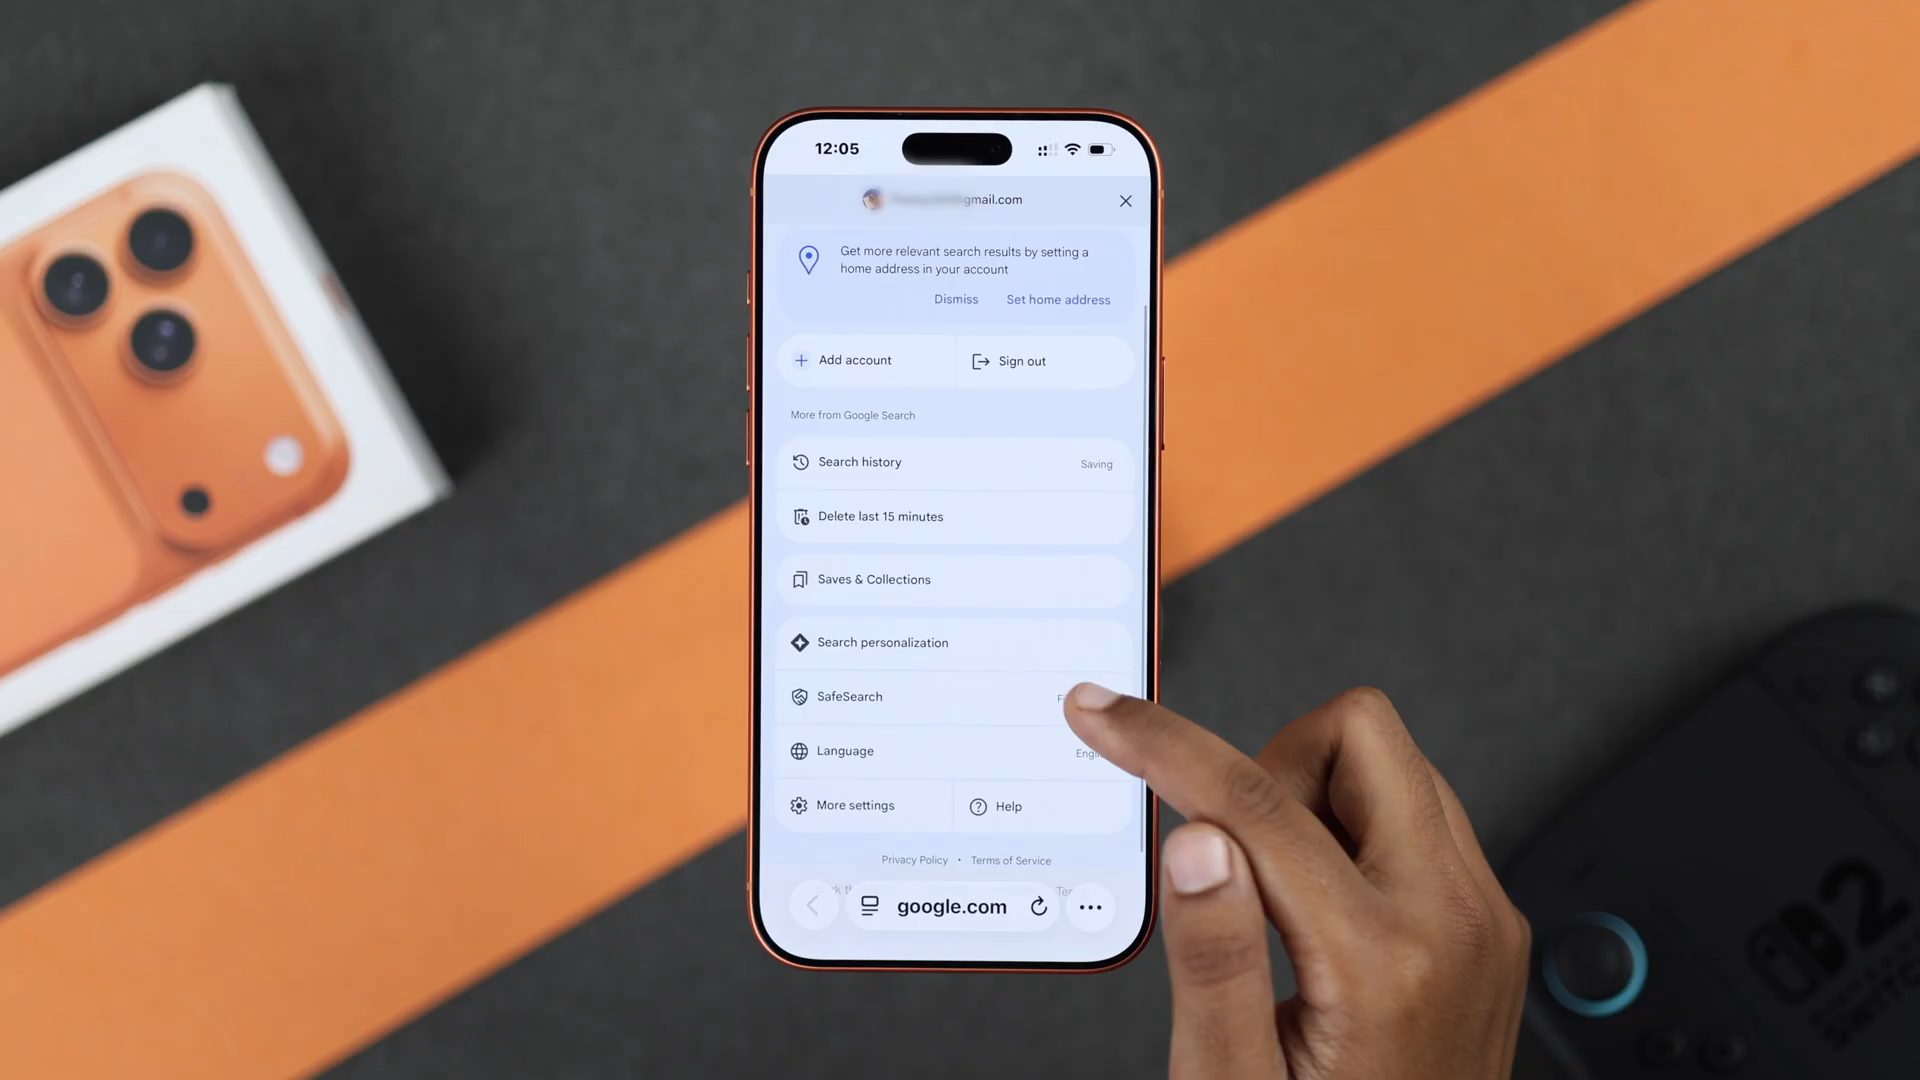 12:05
gmail.com
Get more relevant search results by setting a
home address in your account
Dismiss Set home address
Add account Sign out
More from Google Search
Search history Saving
Delete last 15 minutes
Saves & Collections
Search personalization
SafeSearch
Language
More settings Help
Privacy Policy • Terms of Service
google.com
2